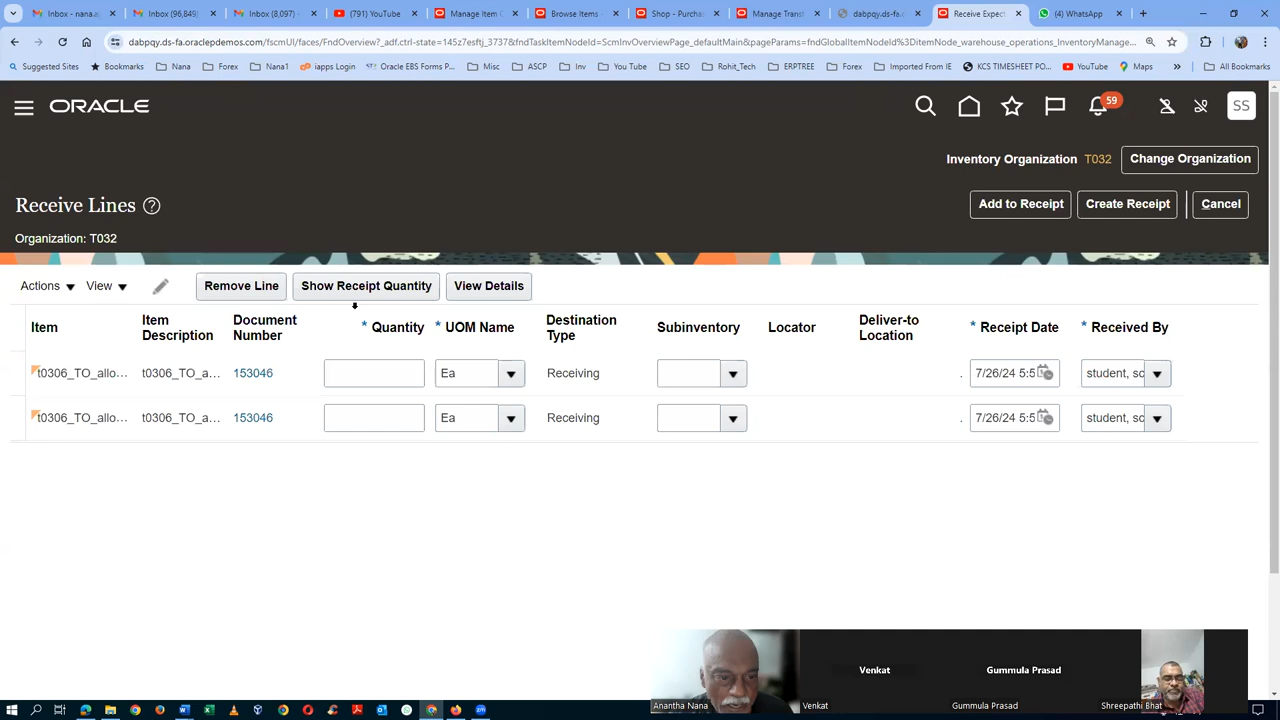 Inbox - nana.a
Inbox (96,849)
Inbox (8,097) -
(791) YouTube
Manage Item C
Browse Items
Shop - Purcha
Manage Transf
dabpqy.ds-fa.c
Receive Expect
(4) WhatsApp
dabpqy.ds-fa.oraclepdemos.com/fscmUI/faces/FndOverview?_adf.ctrl-state=145z7esftj_3737&fndTaskItemNodeId=ScmInvOverviewPage_defaultMain&pageParams=fndGlobalItemNodeId%3DitemNode_warehouse_operations_InventoryManage...
Suggested Sites
Bookmarks
Nana
Forex
Nana1
iapps Login
Oracle EBS Forms P...
Misc
ASCP
Inv
You Tube
SEO
Rohit_Tech
ERPTREE
Forex
Imported From IE
KCS TIMESHEET PO...
YouTube
Maps
»
All Bookmarks
ORACLE
59
SS
Inventory Organization T032 Change Organization
Receive Lines ?
Add to Receipt Create Receipt Cancel
Organization: T032
Actions View Remove Line Show Receipt Quantity View Details
Item
Item Description
Document Number
* Quantity
* UOM Name
Destination Type
Subinventory
Locator
Deliver-to Location
* Receipt Date
* Received By
t0306_TO_allo... t0306_TO_a... 153046 Ea Receiving . 7/26/24 5:5 student, sc
t0306_TO_allo... t0306_TO_a... 153046 Ea Receiving . 7/26/24 5:5 student, sc
Venkat
Gummula Prasad
Anantha Nana
Venkat
Gummula Prasad
Shreepathi Bhat